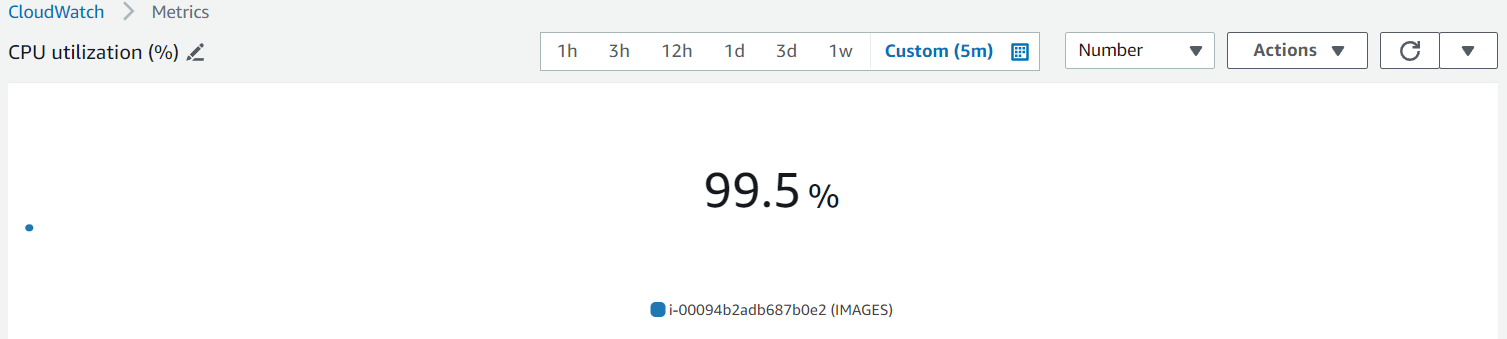 CloudWatch Metrics
CPU utilization (%) 1h 3h 12h 1d 3d 1w Custom (5m) Number Actions
99.5 %
i-00094b2adb687b0e2 (IMAGES)